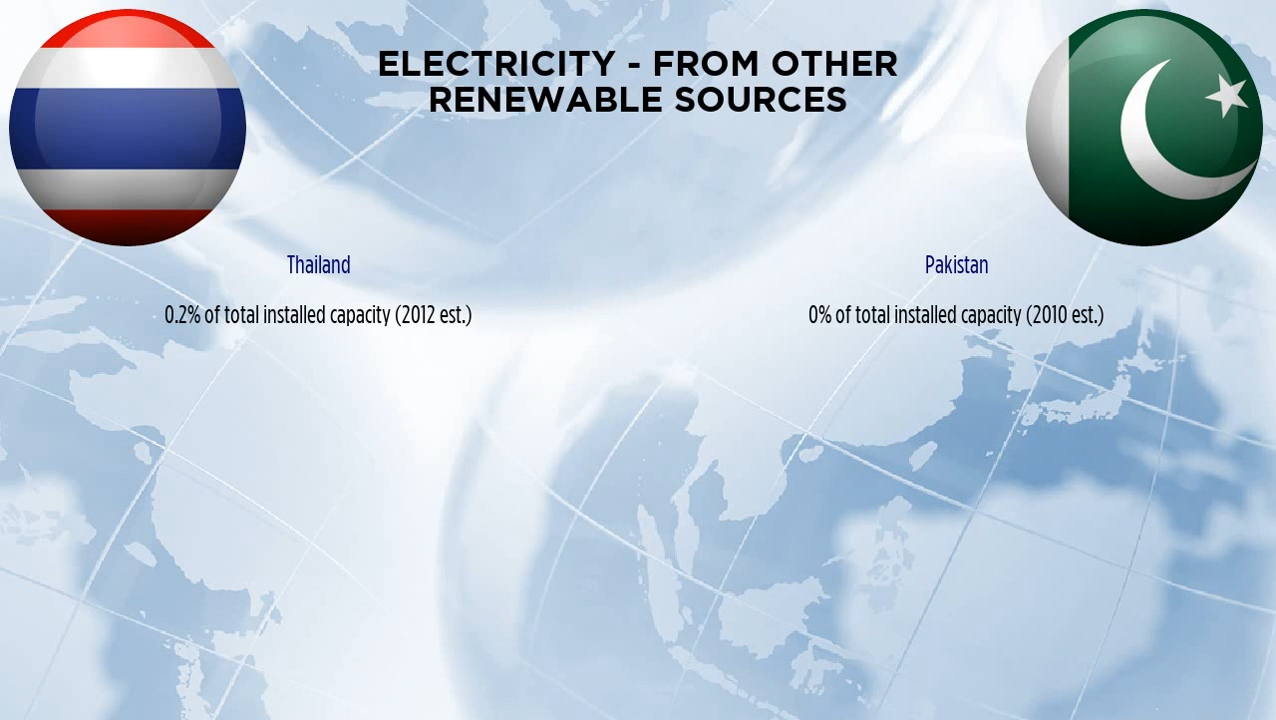 ELECTRICITY - FROM OTHER
RENEWABLE SOURCES
Thailand
Pakistan
0.2% of total installed capacity (2012 est.)
0% of total installed capacity (2010 est.)